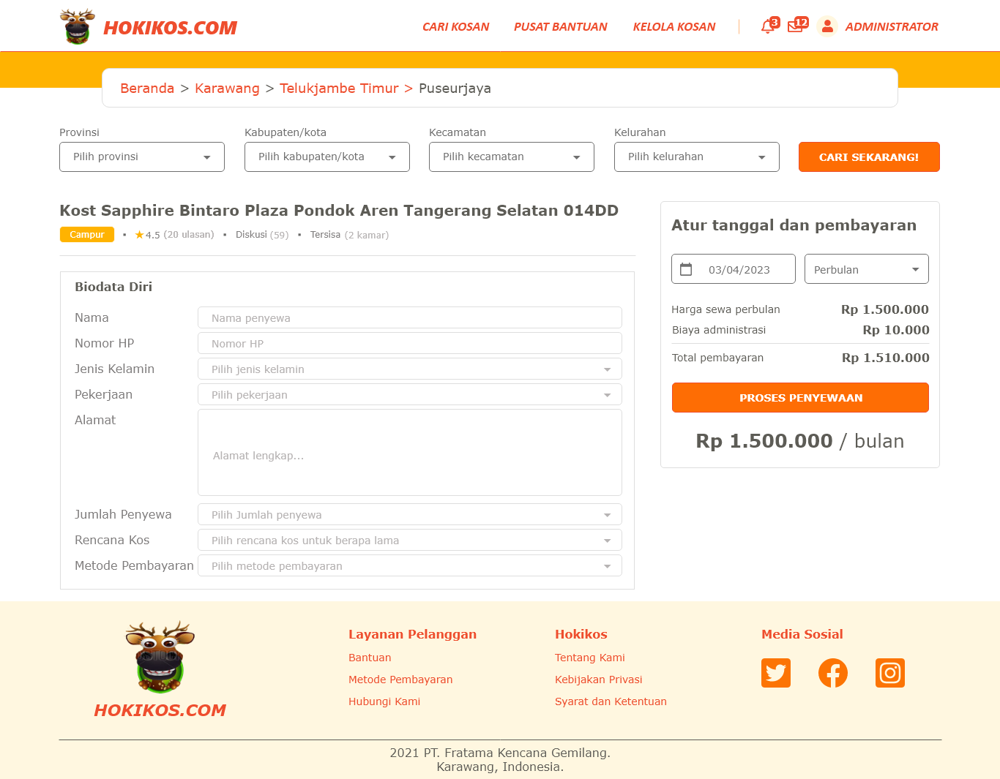 HOKIKOS.COM
CARI KOSAN PUSAT BANTUAN KELOLA KOSAN 3 12 ADMINISTRATOR
Beranda > Karawang > Telukjambe Timur > Puseurjaya
Provinsi Kabupaten/kota Kecamatan Kelurahan
Pilih provinsi Pilih kabupaten/kota Pilih kecamatan Pilih kelurahan CARI SEKARANG!
Kost Sapphire Bintaro Plaza Pondok Aren Tangerang Selatan 014DD
Campur • ★ 4.5 (20 ulasan) • Diskusi (59) • Tersisa (2 kamar)
Biodata Diri
Nama Nama penyewa
Nomor HP Nomor HP
Jenis Kelamin Pilih jenis kelamin
Pekerjaan Pilih pekerjaan
Alamat Alamat lengkap...
Jumlah Penyewa Pilih Jumlah penyewa
Rencana Kos Pilih rencana kos untuk berapa lama
Metode Pembayaran Pilih metode pembayaran
Atur tanggal dan pembayaran
03/04/2023 Perbulan
Harga sewa perbulan Rp 1.500.000
Biaya administrasi Rp 10.000
Total pembayaran Rp 1.510.000
PROSES PENYEWAAN
Rp 1.500.000 / bulan
HOKIKOS.COM
Layanan Pelanggan
Bantuan
Metode Pembayaran
Hubungi Kami
Hokikos
Tentang Kami
Kebijakan Privasi
Syarat dan Ketentuan
Media Sosial
2021 PT. Fratama Kencana Gemilang.
Karawang, Indonesia.